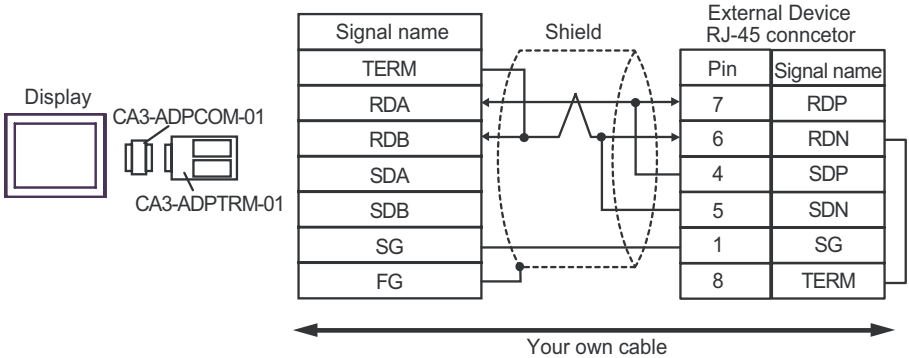 Display
CA3-ADPCOM-01
CA3-ADPTRM-01
Signal name
TERM
RDA
RDB
SDA
SDB
SG
FG
Shield
External Device
RJ-45 conncetor
Pin Signal name
7 RDP
6 RDN
4 SDP
5 SDN
1 SG
8 TERM
Your own cable